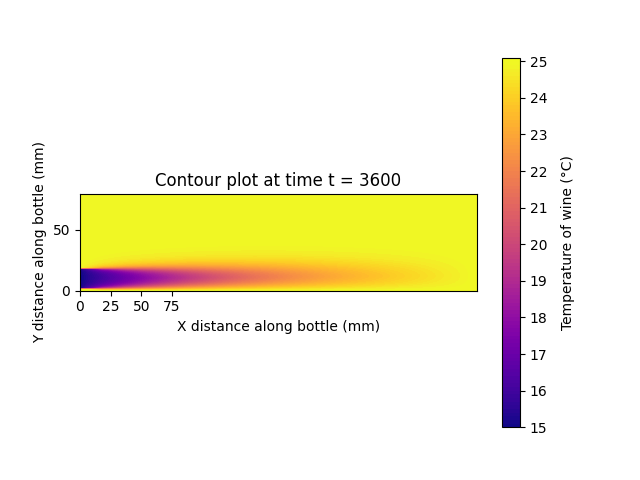 Contour plot at time t = 3600
Y distance along bottle (mm)
50
0
0 25 50 75
X distance along bottle (mm)
25
24
23
22
21
20
19
18
17
16
15
Temperature of wine (°C)